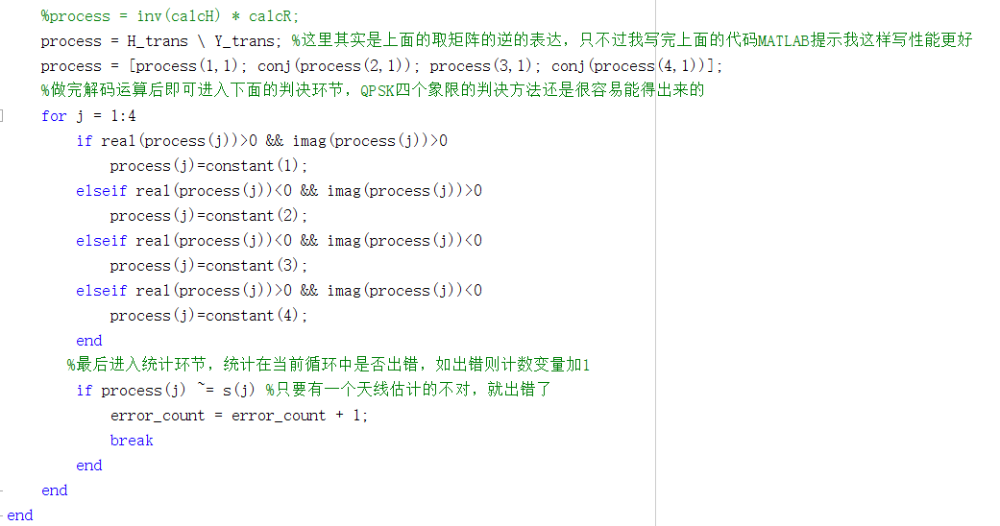 %process = inv(calcH) * calcR;
process = H_trans \ Y_trans; %这里其实是上面的取矩阵的逆的表达，只不过我写完上面的代码MATLAB提示我这样写性能更好
process = [process(1,1); conj(process(2,1)); process(3,1); conj(process(4,1))];
%做完解码运算后即可进入下面的判决环节，QPSK四个象限的判决方法还是很容易能得出来的
for j = 1:4
if real(process(j))>0 && imag(process(j))>0
process(j)=constant(1);
elseif real(process(j))<0 && imag(process(j))>0
process(j)=constant(2);
elseif real(process(j))<0 && imag(process(j))<0
process(j)=constant(3);
elseif real(process(j))>0 && imag(process(j))<0
process(j)=constant(4);
end
%最后进入统计环节，统计在当前循环中是否出错，如出错则计数变量加1
if process(j) ~= s(j) %只要有一个天线估计的不对，就出错了
error_count = error_count + 1;
break
end
end
end